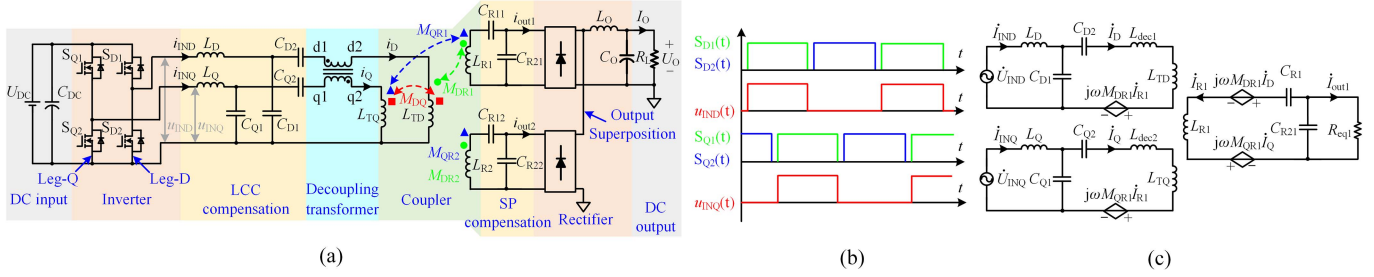 U_DC
C_DC
S_Q1
S_D1
S_Q2
S_D2
u_IND
u_INQ
Leg-Q
Leg-D
i_IND
L_D
i_INQ
L_Q
C_Q1
C_D1
C_D2
C_Q2
d1
d2
q1
q2
i_D
i_Q
L_TQ
L_TD
M_DQ
M_QR1
M_DR1
M_QR2
M_DR2
C_R11
i_out1
L_R1
C_R21
C_R12
i_out2
L_R2
C_R22
L_O
I_O
C_O
R_L
+
U_O
−
Output
Superposition
DC input
Inverter
LCC
compensation
Decoupling
transformer
Coupler
SP
compensation
Rectifier
DC
output
(a)
S_D1(t)
S_D2(t)
t
u_IND(t)
t
S_Q1(t)
S_Q2(t)
t
u_INQ(t)
t
(b)
İ_IND
L_D
C_D2
İ_D
L_dec1
U̇_IND
C_D1
L_TD
jωM_DR1İ_R1
− +
İ_INQ
L_Q
C_Q2
İ_Q
L_dec2
U̇_INQ
C_Q1
L_TQ
jωM_QR1İ_R1
− +
İ_R1
jωM_DR1İ_D
− +
C_R1
İ_out1
L_R1
C_R21
R_eq1
jωM_QR1İ_Q
+ −
(c)